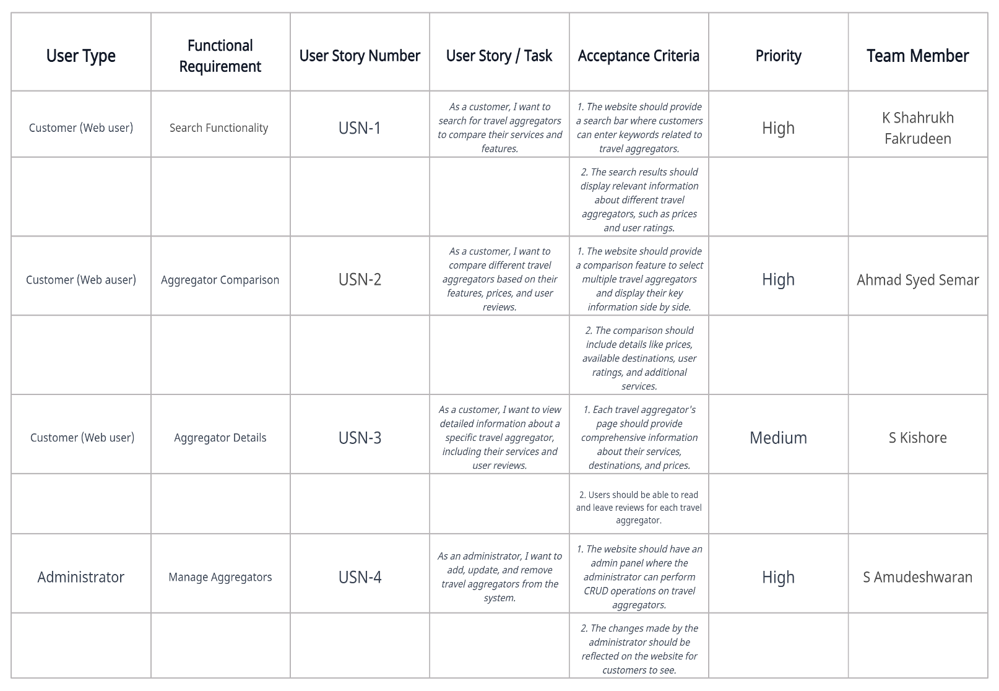 User Type
Functional
Requirement
User Story Number
User Story / Task
Acceptance Criteria
Priority
Team Member
Customer (Web user)
Search Functionality
USN-1
As a customer, I want to
search for travel aggregators
to compare their services and
features.
1. The website should provide
a search bar where customers
can enter keywords related to
travel aggregators.
High
K Shahrukh
Fakrudeen
2. The search results should
display relevant information
about different travel
aggregators, such as prices
and user ratings.
Customer (Web auser)
Aggregator Comparison
USN-2
As a customer, I want to
compare different travel
aggregators based on their
features, prices, and user
reviews.
1. The website should provide
a comparison feature to select
multiple travel aggregators
and display their key
information side by side.
High
Ahmad Syed Semar
2. The comparison should
include details like prices,
available destinations, user
ratings, and additional
services.
Customer (Web user)
Aggregator Details
USN-3
As a customer, I want to view
detailed information about a
specific travel aggregator,
including their services and
user reviews.
1. Each travel aggregator's
page should provide
comprehensive information
about their services,
destinations, and prices.
Medium
S Kishore
2. Users should be able to read
and leave reviews for each travel
aggregator.
Administrator
Manage Aggregators
USN-4
As an administrator, I want to
add, update, and remove
travel aggregators from the
system.
1. The website should have an
admin panel where the
administrator can perform
CRUD operations on travel
aggregators.
High
S Amudeshwaran
2. The changes made by the
administrator should be
reflected on the website for
customers to see.